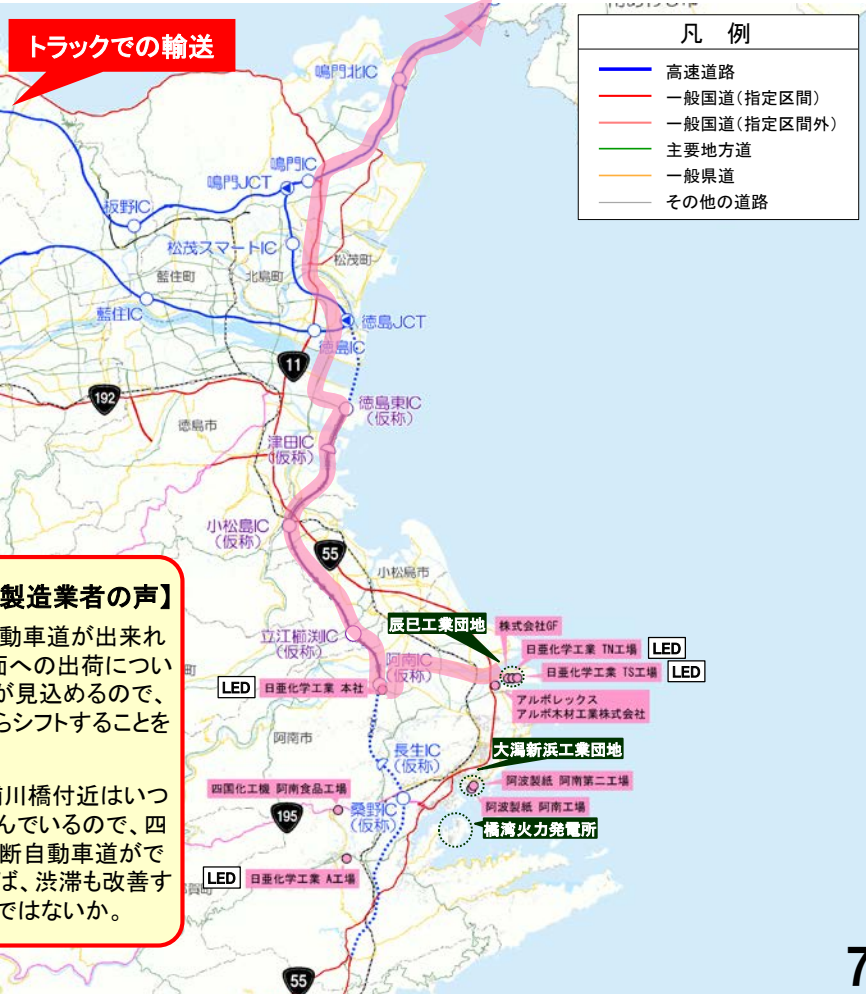 トラックでの輸送
凡 例
高速道路
一般国道(指定区間)
一般国道(指定区間外)
主要地方道
一般県道
その他の道路
鳴門北IC
鳴門IC
鳴門JCT
板野IC
松茂スマートIC
松茂町
藍住町
北島町
藍住IC
徳島JCT
徳島IC
11
192
徳島東IC
(仮称)
徳島市
津田IC
(仮称)
小松島IC
(仮称)
55
小松島市
製造業者の声】
動車道が出来れ
面への出荷につい
が見込めるので、
らシフトすることを
川橋付近はいつ
んでいるので、四
断自動車道がで
ば、渋滞も改善す
ではないか。
辰巳工業団地
株式会社GF
日亜化学工業 TN工場
LED
日亜化学工業 TS工場
LED
立江櫛渕IC
(仮称)
阿南IC
(仮称)
LED
日亜化学工業 本社
アルボレックス
アルボ木材工業株式会社
町
阿南市
大潟新浜工業団地
長生IC
(仮称)
四国化工機 阿南食品工場
阿波製紙 阿南第二工場
阿波製紙 阿南工場
195
桑野IC
(仮称)
橘湾火力発電所
LED
日亜化学工業 A工場
賀町
55
7